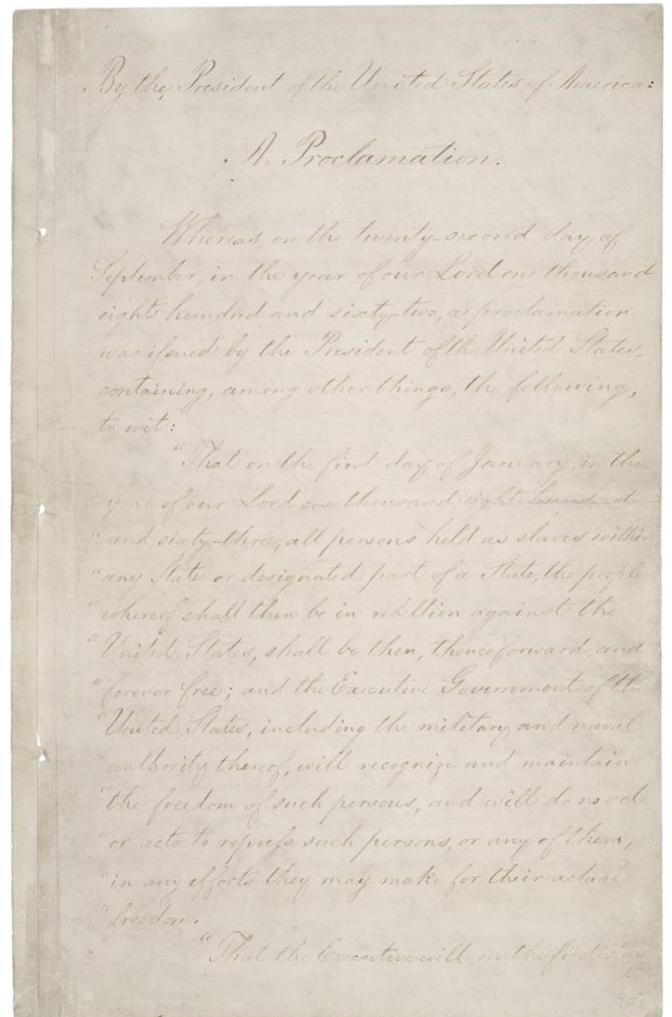 By the President of the United States of America:
A Proclamation.
Whereas, on the twenty-second day of
September, in the year of our Lord one thousand
eight hundred and sixty-two, a proclamation
was issued by the President of the United States,
containing, among other things, the following,
to wit:
"That on the first day of January, in the
year of our Lord one thousand eight hundred
"and sixty-three, all persons held as slaves within
"any State or designated part of a State, the people
"whereof shall then be in rebellion against the
"United States, shall be then, thenceforward, and
"forever free; and the Executive Government of the
"United States, including the military and naval
"authority thereof, will recognize and maintain
"the freedom of such persons, and will do no act
"or acts to repress such persons, or any of them,
"in any efforts they may make for their actual
"freedom.
"That the Executive will, on the first day